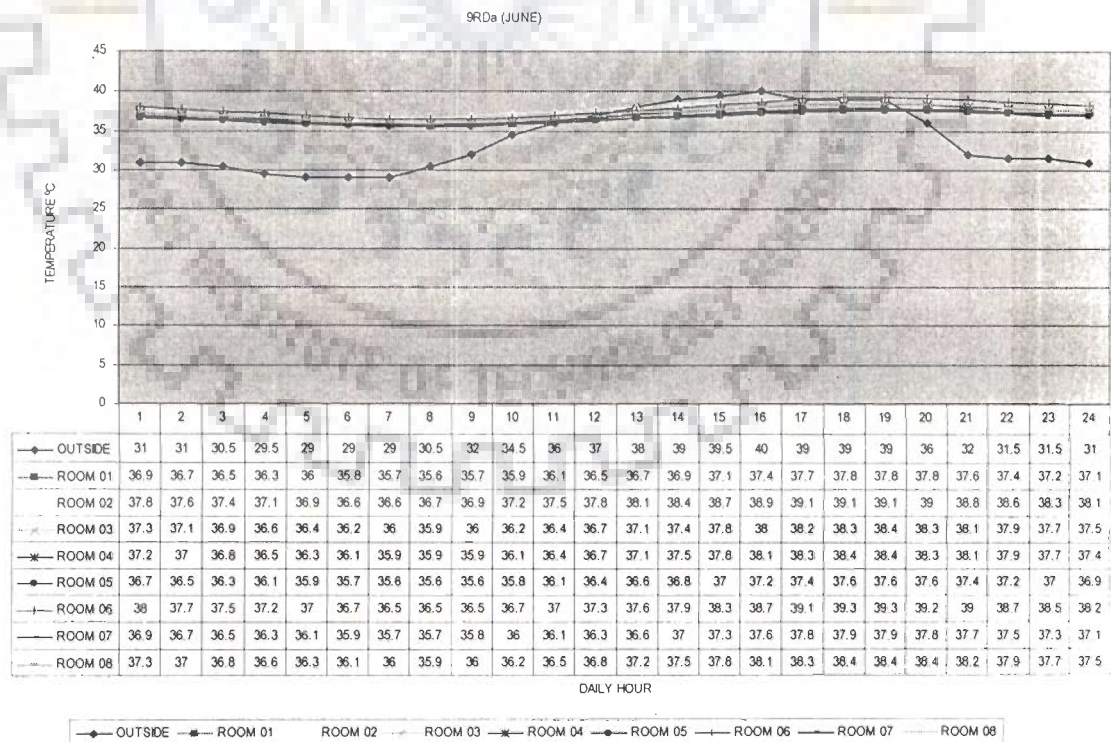 9RDa (JUNE)
45
40
35
30
25
20
15
10
5
0
TEMPERATURE ºC
1 2 3 4 5 6 7 8 9 10 11 12 13 14 15 16 17 18 19 20 21 22 23 24
OUTSIDE 31 31 30.5 29.5 29 29 29 30.5 32 34.5 36 37 38 39 39.5 40 39 39 39 36 32 31.5 31.5 31
ROOM 01 36.9 36.7 36.5 36.3 36 35.8 35.7 35.6 35.7 35.9 36.1 36.5 36.7 36.9 37.1 37.4 37.7 37.8 37.8 37.8 37.6 37.4 37.2 37.1
ROOM 02 37.8 37.6 37.4 37.1 36.9 36.6 36.6 36.7 36.9 37.2 37.5 37.8 38.1 38.4 38.7 38.9 39.1 39.1 39.1 39 38.8 38.6 38.3 38.1
ROOM 03 37.3 37.1 36.9 36.6 36.4 36.2 36 35.9 36 36.2 36.4 36.7 37.1 37.4 37.8 38 38.2 38.3 38.4 38.3 38.1 37.9 37.7 37.5
ROOM 04 37.2 37 36.8 36.5 36.3 36.1 35.9 35.9 35.9 36.1 36.4 36.7 37.1 37.5 37.8 38.1 38.3 38.4 38.4 38.3 38.1 37.9 37.7 37.4
ROOM 05 36.7 36.5 36.3 36.1 35.9 35.7 35.6 35.6 35.6 35.8 36.1 36.4 36.6 36.8 37 37.2 37.4 37.6 37.6 37.6 37.4 37.2 37 36.9
ROOM 06 38 37.7 37.5 37.2 37 36.7 36.5 36.5 36.5 36.7 37 37.3 37.6 37.9 38.3 38.7 39.1 39.3 39.3 39.2 39 38.7 38.5 38.2
ROOM 07 36.9 36.7 36.5 36.3 36.1 35.9 35.7 35.7 35.8 36 36.1 36.3 36.6 37 37.3 37.6 37.8 37.9 37.9 37.8 37.7 37.5 37.3 37.1
ROOM 08 37.3 37 36.8 36.6 36.3 36.1 36 35.9 36 36.2 36.5 36.8 37.2 37.5 37.8 38.1 38.3 38.4 38.4 38.4 38.2 37.9 37.7 37.5
DAILY HOUR
OUTSIDE ROOM 01 ROOM 02 ROOM 03 ROOM 04 ROOM 05 ROOM 06 ROOM 07 ROOM 08